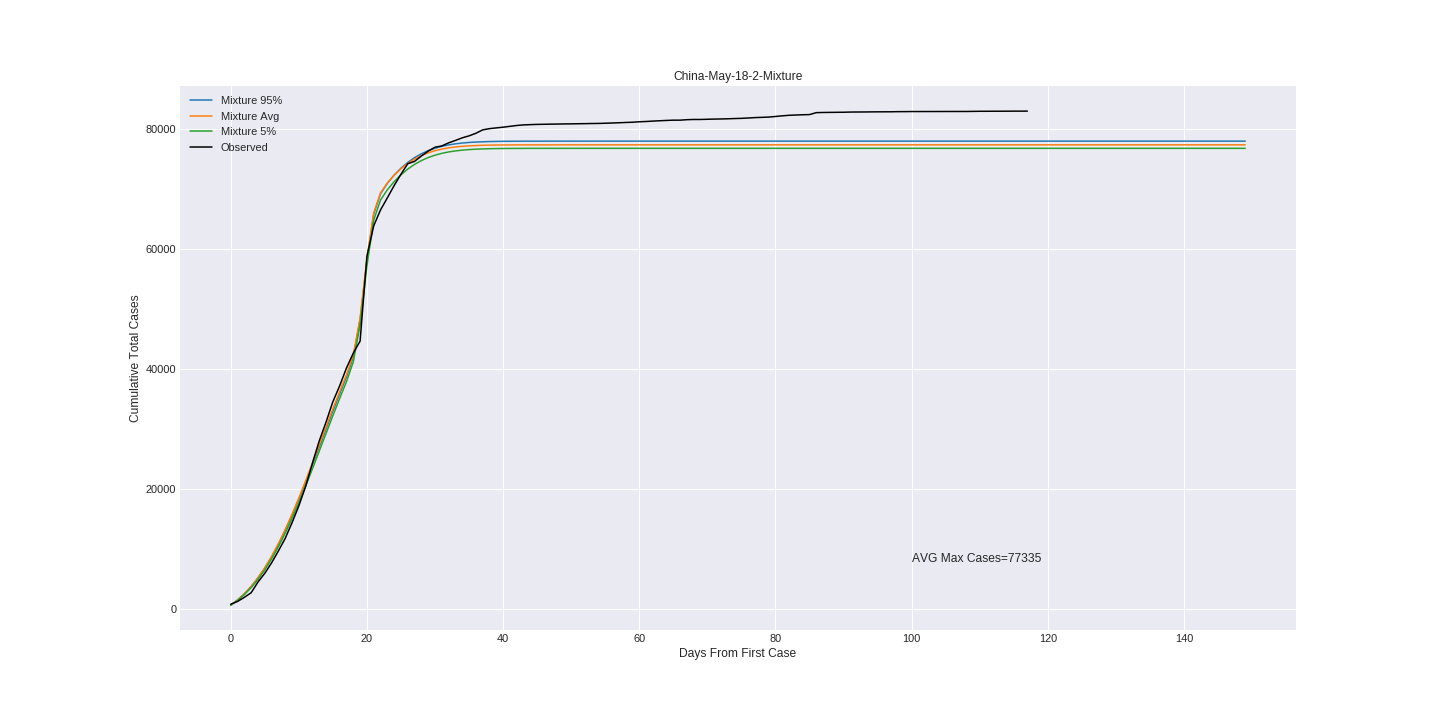 China-May-18-2-Mixture
Mixture 95%
Mixture Avg
Mixture 5%
Observed
80000
60000
40000
20000
0
Cumulative Total Cases
AVG Max Cases=77335
0 20 40 60 80 100 120 140
Days From First Case